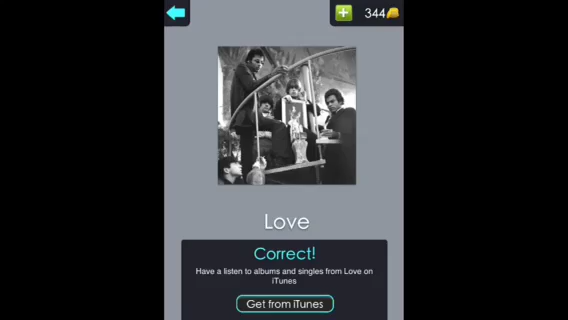 344
Love
Correct!
Have a listen to albums and singles from Love on
iTunes
Get from iTunes